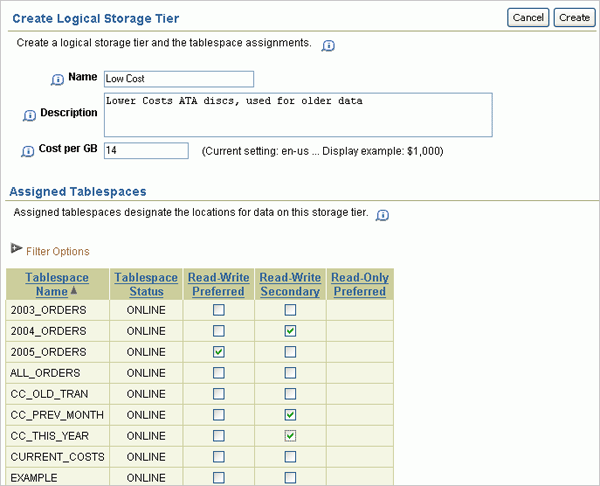 Create Logical Storage Tier
Cancel Create
Create a logical storage tier and the tablespace assignments.
Name Low Cost
Description Lower Costs ATA discs, used for older data
Cost per GB 14 (Current setting: en-us ... Display example: $1,000)
Assigned Tablespaces
Assigned tablespaces designate the locations for data on this storage tier.
Filter Options
Tablespace Name Tablespace Status Read-Write Preferred Read-Write Secondary Read-Only Preferred
2003_ORDERS ONLINE
2004_ORDERS ONLINE
2005_ORDERS ONLINE
ALL_ORDERS ONLINE
CC_OLD_TRAN ONLINE
CC_PREV_MONTH ONLINE
CC_THIS_YEAR ONLINE
CURRENT_COSTS ONLINE
EXAMPLE ONLINE